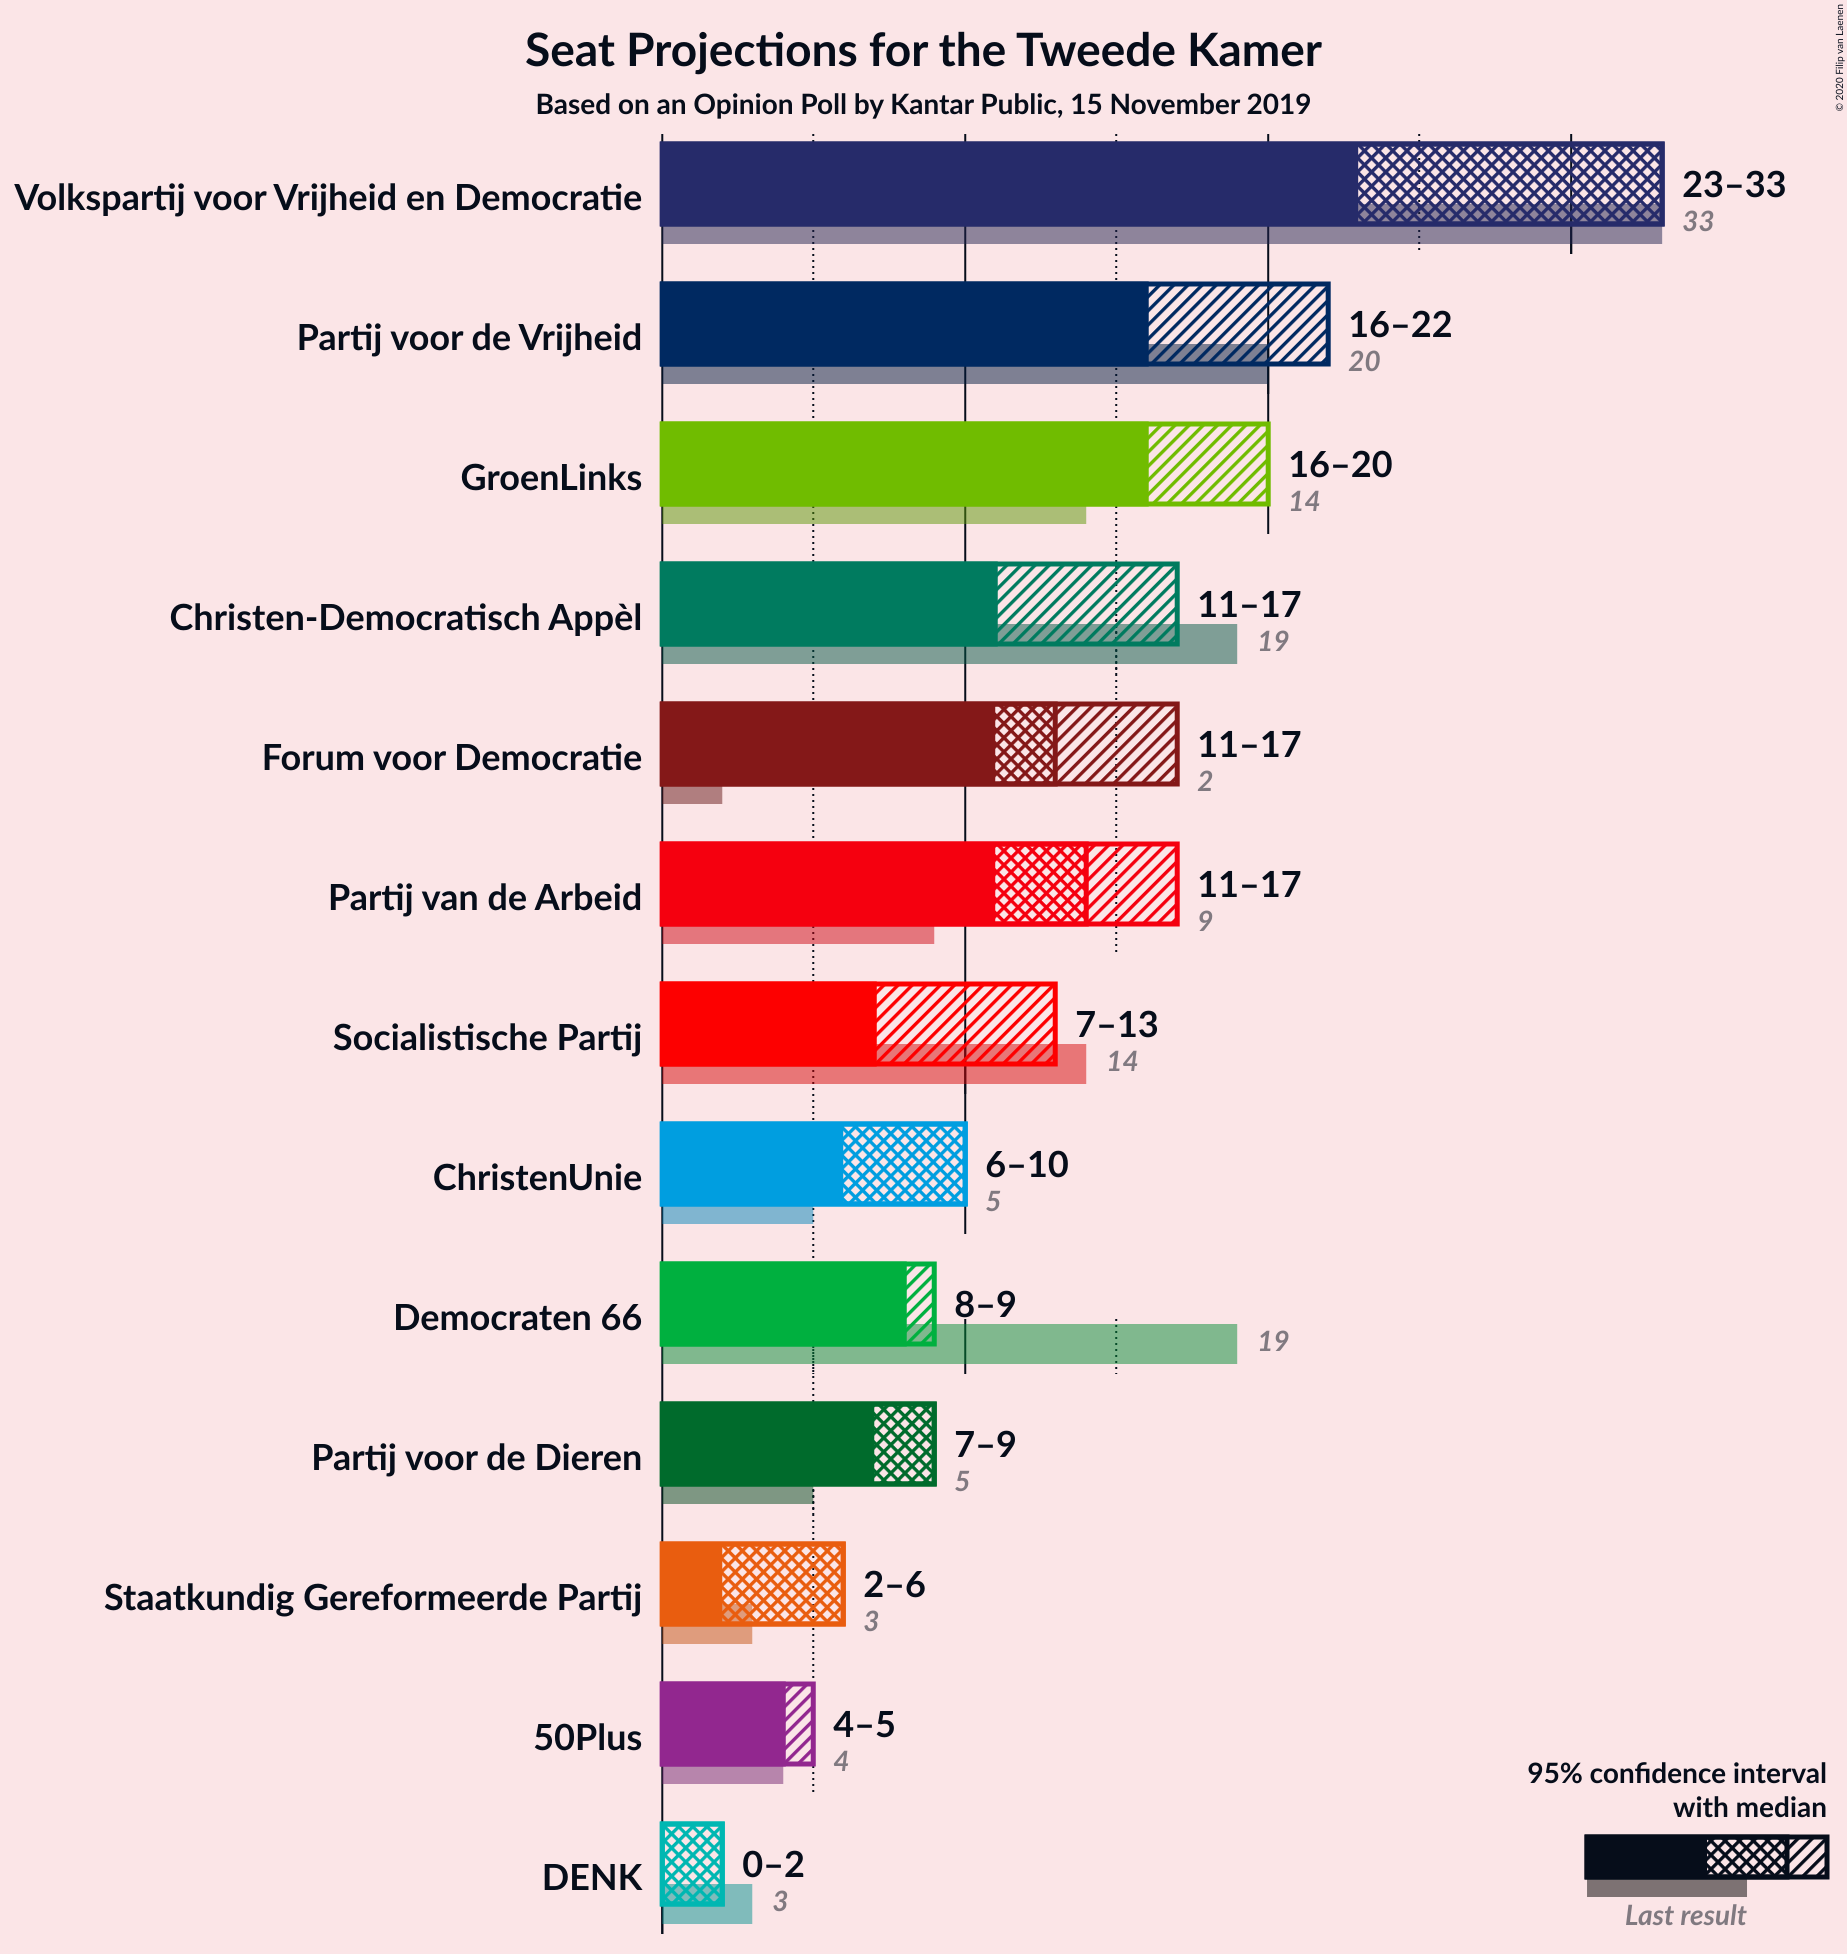 Seat Projections for the Tweede Kamer
Based on an Opinion Poll by Kantar Public, 15 November 2019
© 2020 Filip van Laenen
Volkspartij voor Vrijheid en Democratie
23–33
33
Partij voor de Vrijheid
16–22
20
GroenLinks
16–20
14
Christen-Democratisch Appèl
11–17
19
Forum voor Democratie
11–17
2
Partij van de Arbeid
11–17
9
Socialistische Partij
7–13
14
ChristenUnie
6–10
5
Democraten 66
8–9
19
Partij voor de Dieren
7–9
5
Staatkundig Gereformeerde Partij
2–6
3
50Plus
4–5
4
DENK
0–2
3
95% confidence interval
with median
Last result